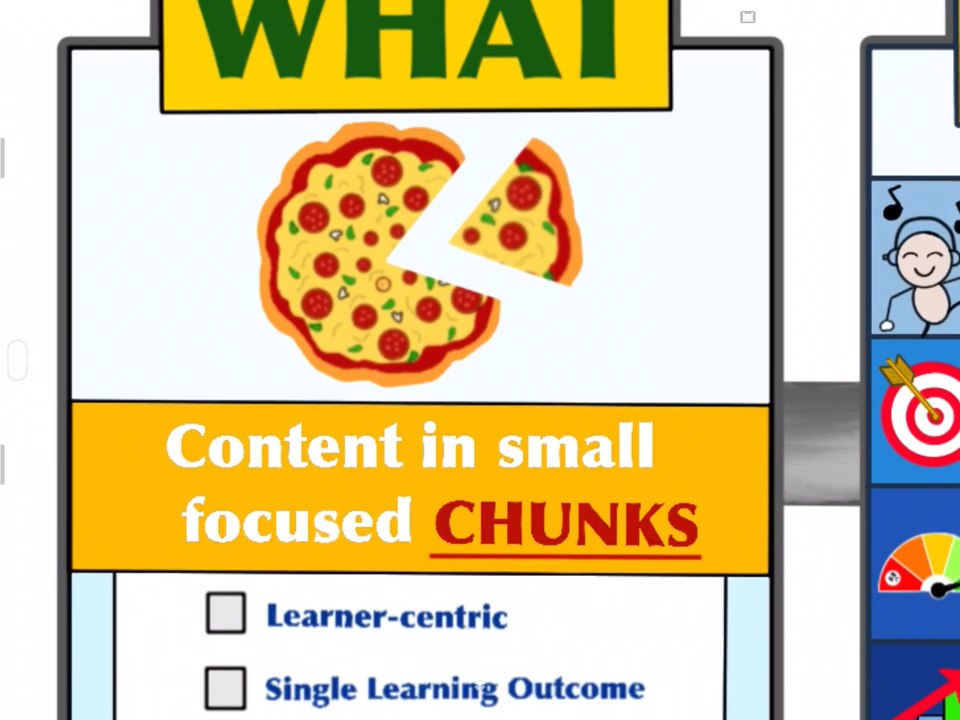 WHAT
Content in small
focused CHUNKS
Learner-centric
Single Learning Outcome